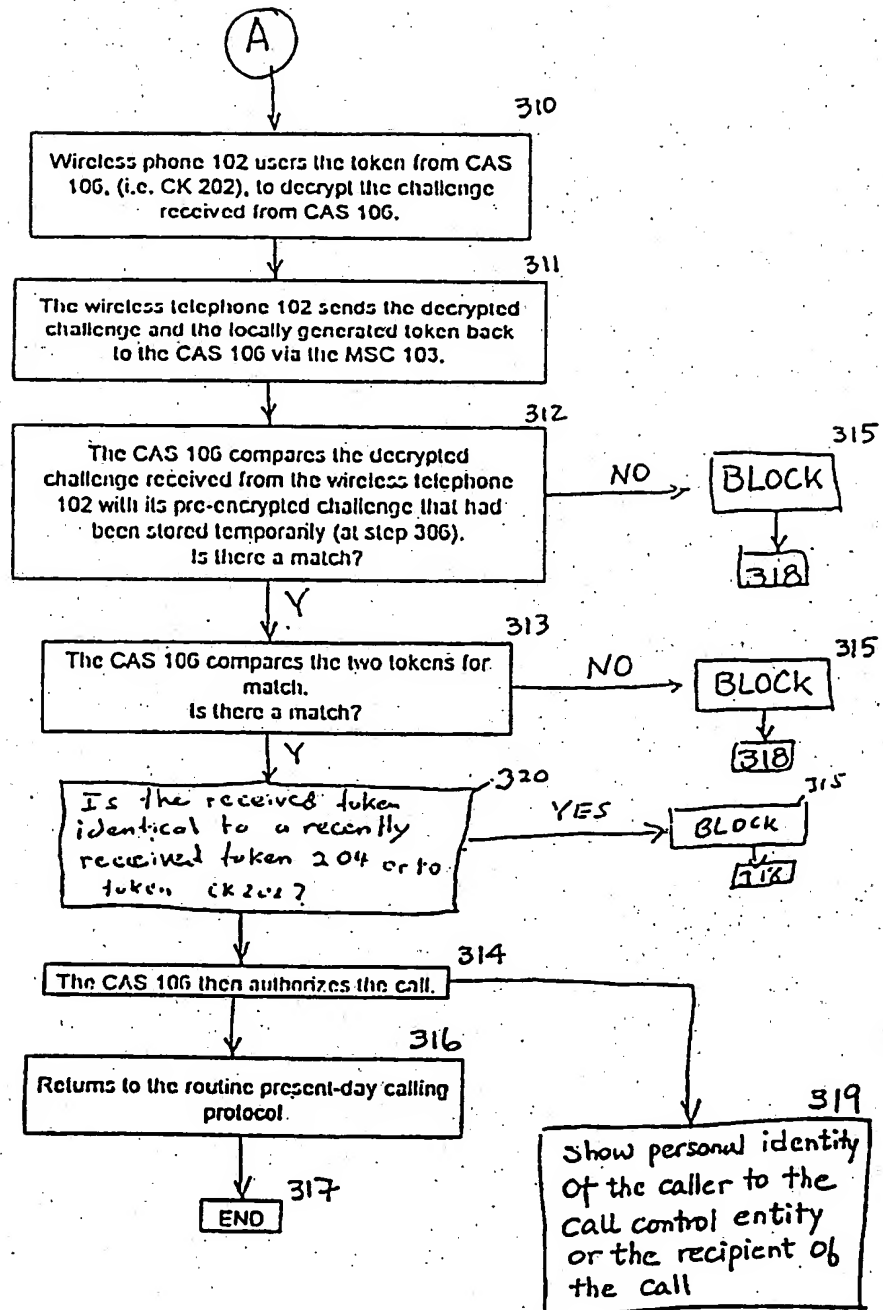 A
310
Wireless phone 102 users the token from CAS
106, (i.e. CK 202), to decrypt the challenge
received from CAS 106.
311
The wireless telephone 102 sends the decrypted
challenge and the locally generated token back
to the CAS 106 via the MSC 103.
312
The CAS 106 compares the decrypted
challenge received from the wireless telephone
102 with its pre-encrypted challenge that had
been stored temporarily (at step 306).
Is there a match?
NO
315
BLOCK
318
Y
313
The CAS 106 compares the two tokens for
match.
Is there a match?
NO
315
BLOCK
318
Y
320
Is the received token
identical to a recently
received token 204 or to
token CK202?
YES
315
BLOCK
318
314
The CAS 106 then authorizes the call.
316
Returns to the routine present-day calling
protocol
317
END
319
Show personal identity
of the caller to the
call control entity
or the recipient of
the call